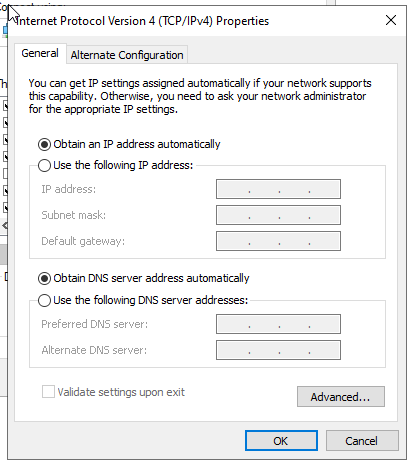 Internet Protocol Version 4 (TCP/IPv4) Properties
General
Alternate Configuration
You can get IP settings assigned automatically if your network supports
this capability. Otherwise, you need to ask your network administrator
for the appropriate IP settings.
Obtain an IP address automatically
Use the following IP address:
IP address:
Subnet mask:
Default gateway:
Obtain DNS server address automatically
Use the following DNS server addresses:
Preferred DNS server:
Alternate DNS server:
Validate settings upon exit
Advanced...
OK
Cancel